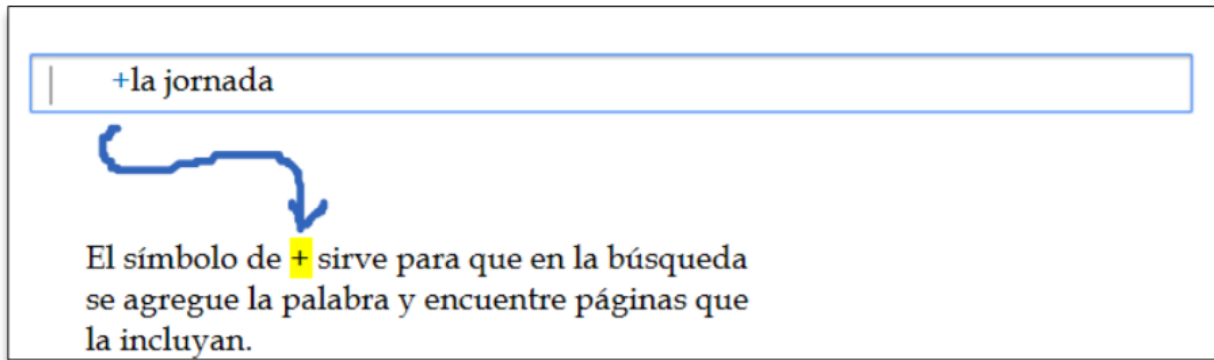 +la jornada
El símbolo de + sirve para que en la búsqueda
se agregue la palabra y encuentre páginas que
la incluyan.